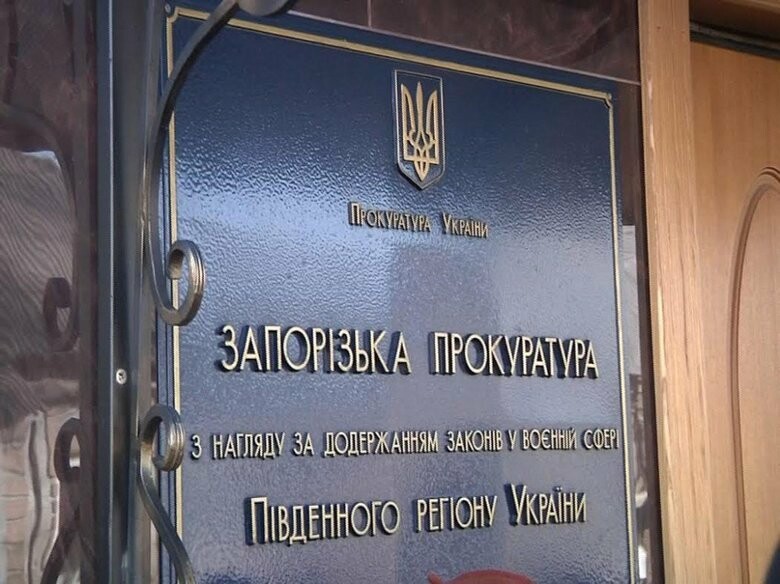 Прокуратура України
ЗАПОРІЗЬКА ПРОКУРАТУРА
З НАГЛЯДУ ЗА ДОДЕРЖАННЯМ ЗАКОНІВ У ВОЄННІЙ СФЕРІ
Південного регіону України